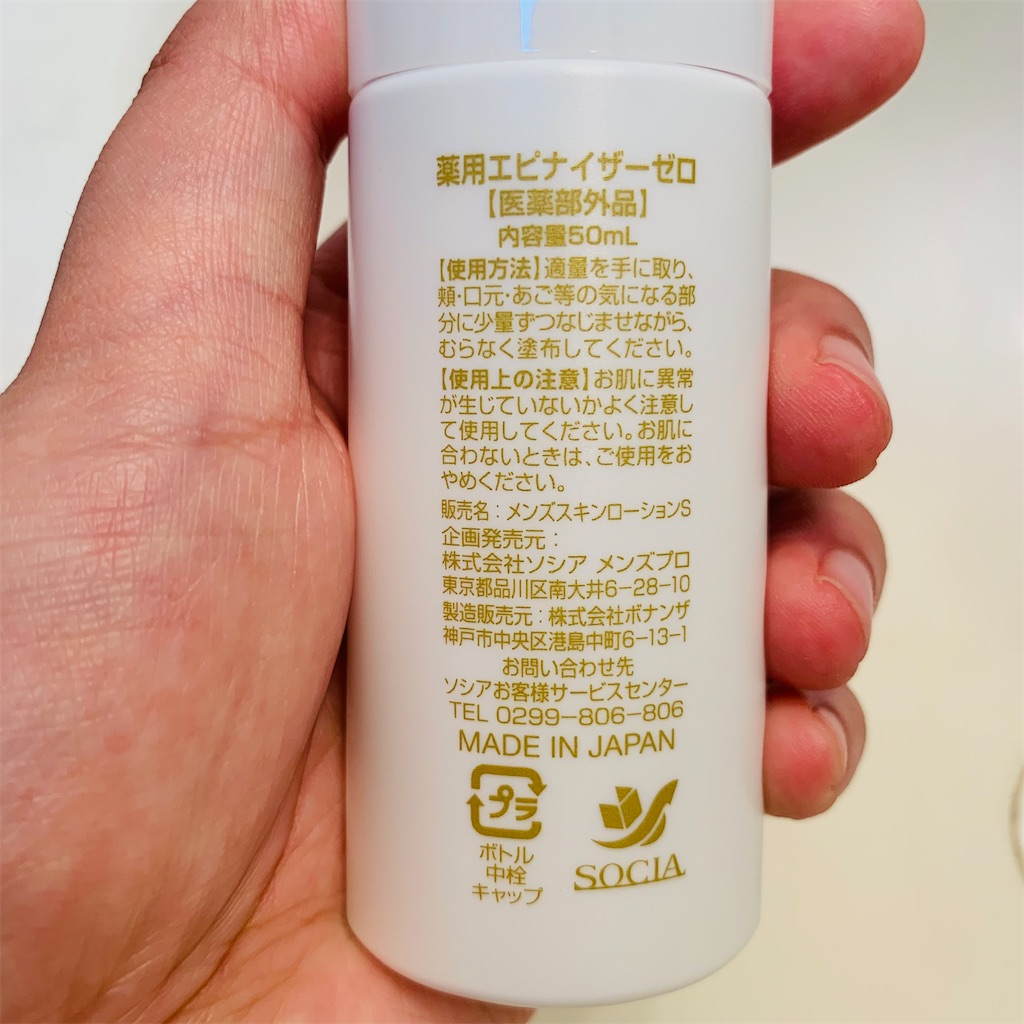 薬用エピナイザーゼロ
【医薬部外品】
内容量50mL
【使用方法】適量を手に取り、
頬・口元・あご等の気になる部
分に少量ずつなじませながら、
むらなく塗布してください。
【使用上の注意】お肌に異常
が生じていないかよく注意し
て使用してください。お肌に
合わないときは、ご使用をお
やめください。
販売名：メンズスキンローションS
企画発売元：
株式会社ソシア メンズプロ
東京都品川区南大井6-28-10
製造販売元：株式会社ボナンザ
神戸市中央区港島中町6-13-1
お問い合わせ先
ソシアお客様サービスセンター
TEL 0299-806-806
MADE IN JAPAN
プラ
ボトル
中栓
キャップ
SOCIA